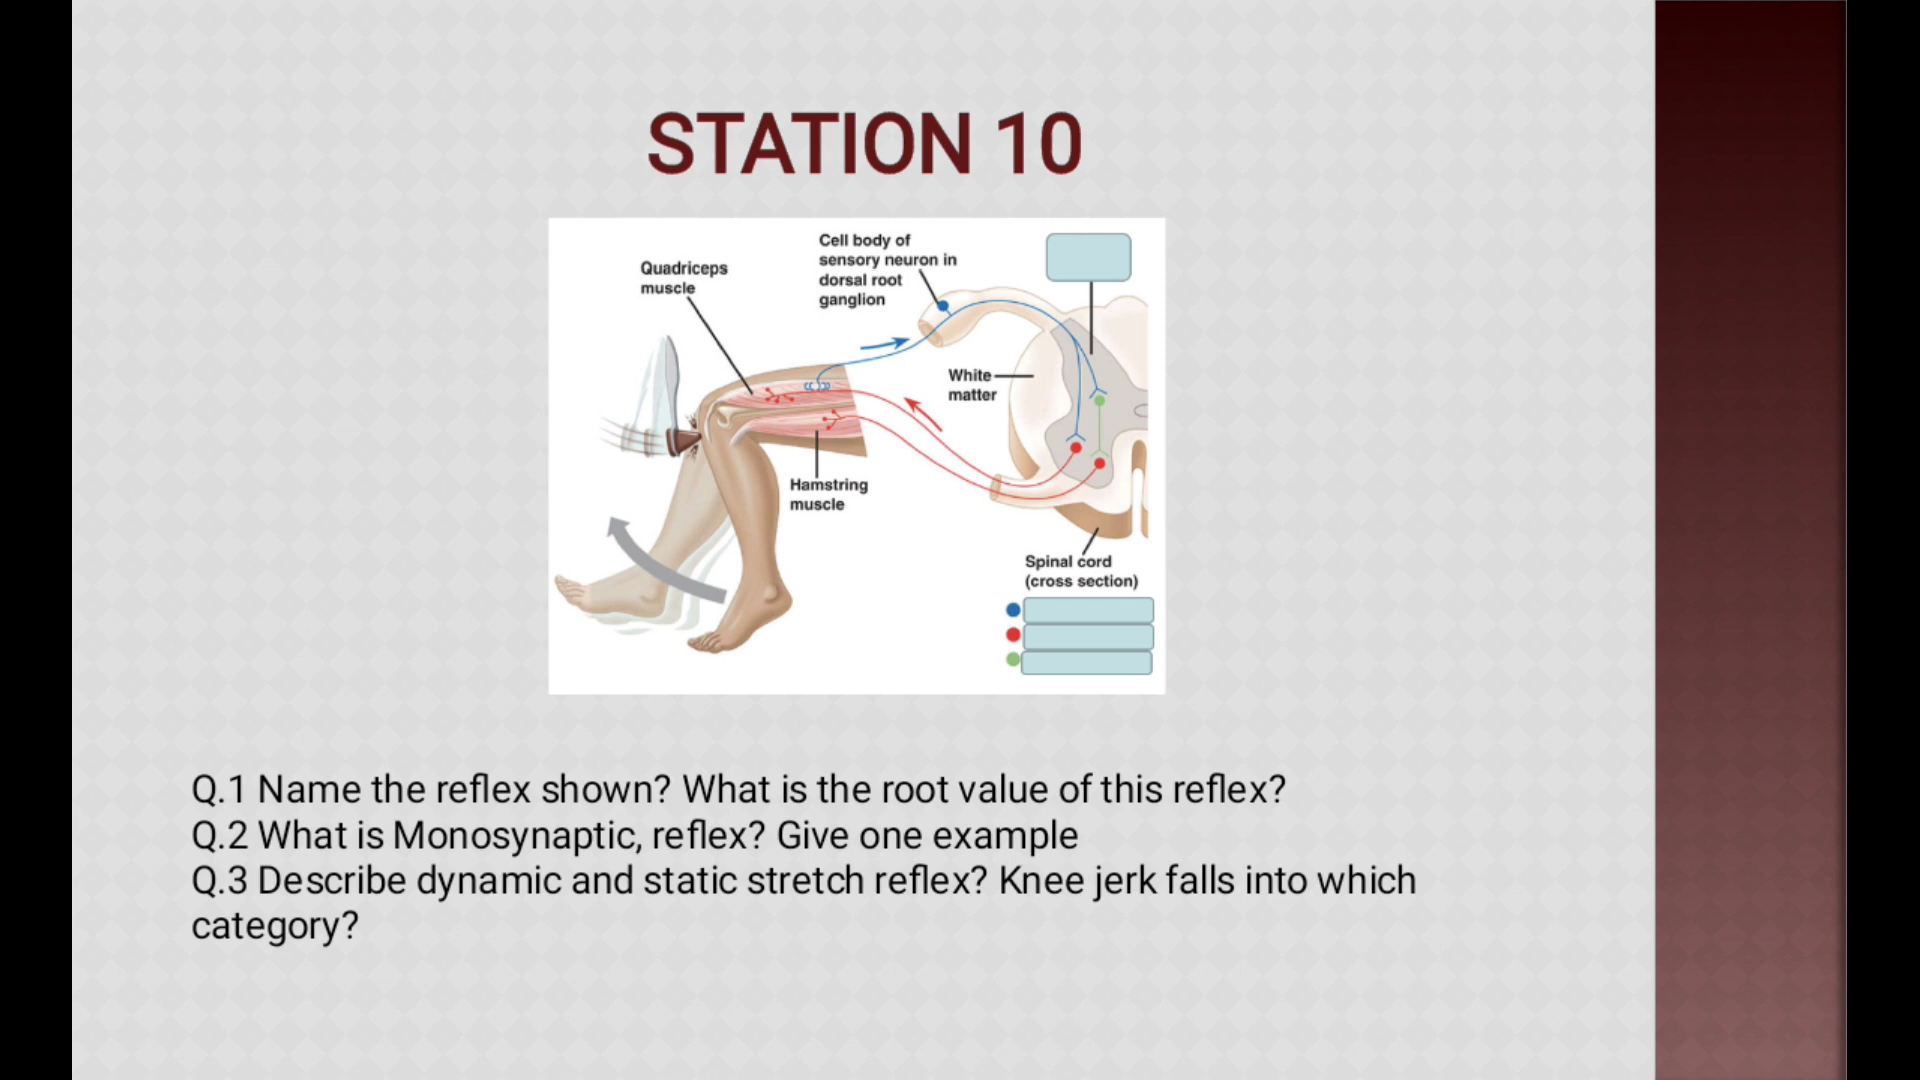 STATION 10
Quadriceps
muscle
Cell body of
sensory neuron in
dorsal root
ganglion
White
matter
Hamstring
muscle
Spinal cord
(cross section)
Q.1 Name the reflex shown? What is the root value of this reflex?
Q.2 What is Monosynaptic, reflex? Give one example
Q.3 Describe dynamic and static stretch reflex? Knee jerk falls into which
category?